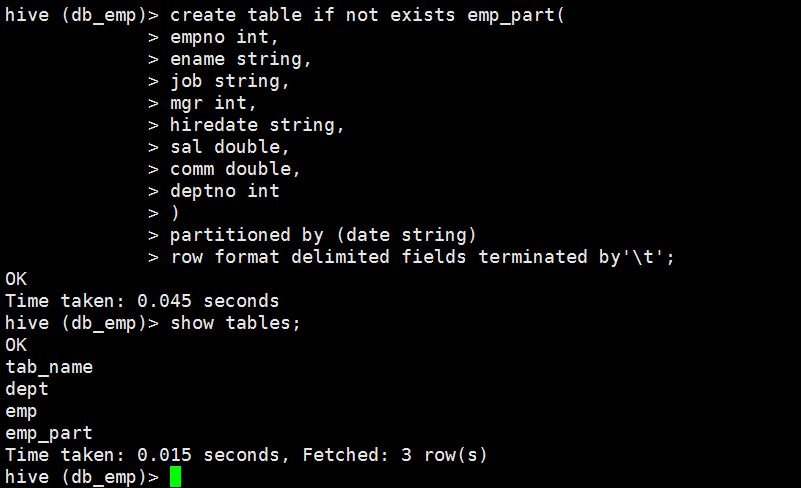 hive (db_emp)> create table if not exists emp_part(
> empno int,
> ename string,
> job string,
> mgr int,
> hiredate string,
> sal double,
> comm double,
> deptno int
> )
> partitioned by (date string)
> row format delimited fields terminated by'\t';
OK
Time taken: 0.045 seconds
hive (db_emp)> show tables;
OK
tab_name
dept
emp
emp_part
Time taken: 0.015 seconds, Fetched: 3 row(s)
hive (db_emp)>